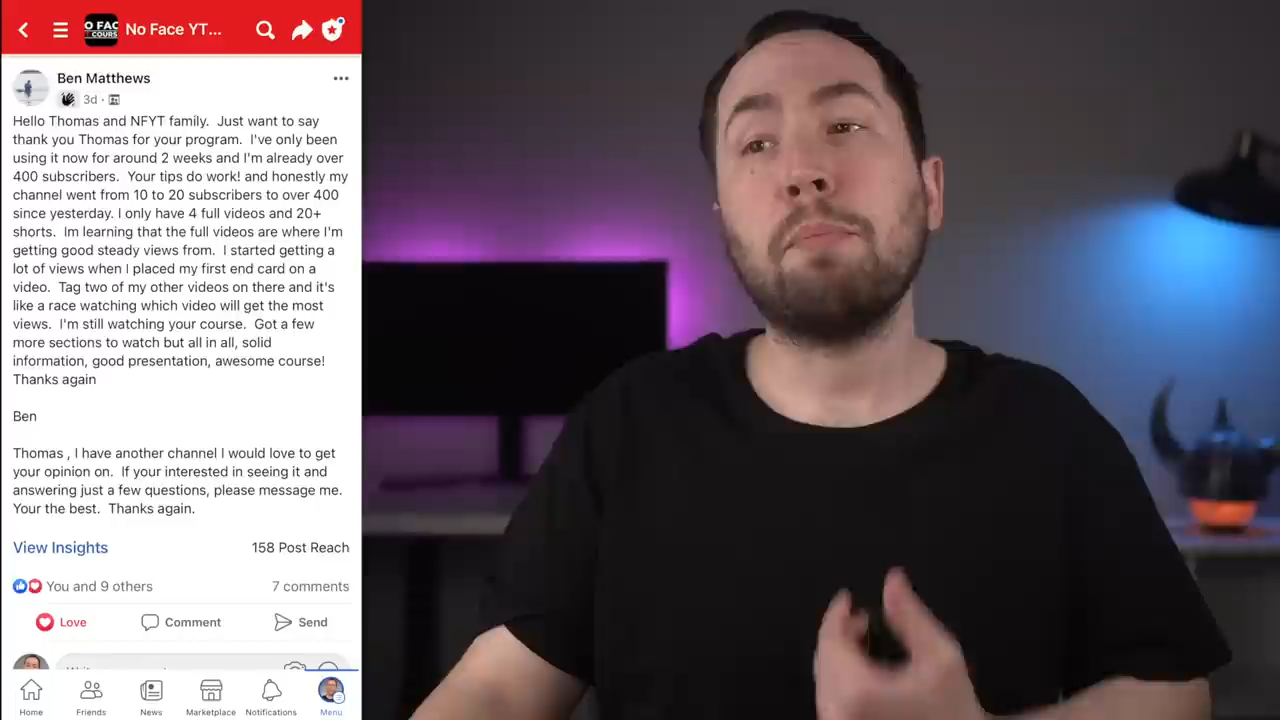 O FAC
T COURS
No Face YT...
Ben Matthews
3d
Hello Thomas and NFYT family. Just want to say
thank you Thomas for your program. I've only been
using it now for around 2 weeks and I'm already over
400 subscribers. Your tips do work! and honestly my
channel went from 10 to 20 subscribers to over 400
since yesterday. I only have 4 full videos and 20+
shorts. Im learning that the full videos are where I'm
getting good steady views from. I started getting a
lot of views when I placed my first end card on a
video. Tag two of my other videos on there and it's
like a race watching which video will get the most
views. I'm still watching your course. Got a few
more sections to watch but all in all, solid
information, good presentation, awesome course!
Thanks again
Ben
Thomas , I have another channel I would love to get
your opinion on. If your interested in seeing it and
answering just a few questions, please message me.
Your the best. Thanks again.
View Insights
158 Post Reach
You and 9 others
7 comments
Love
Comment
Send
Home
Friends
News
Marketplace
Notifications
Menu